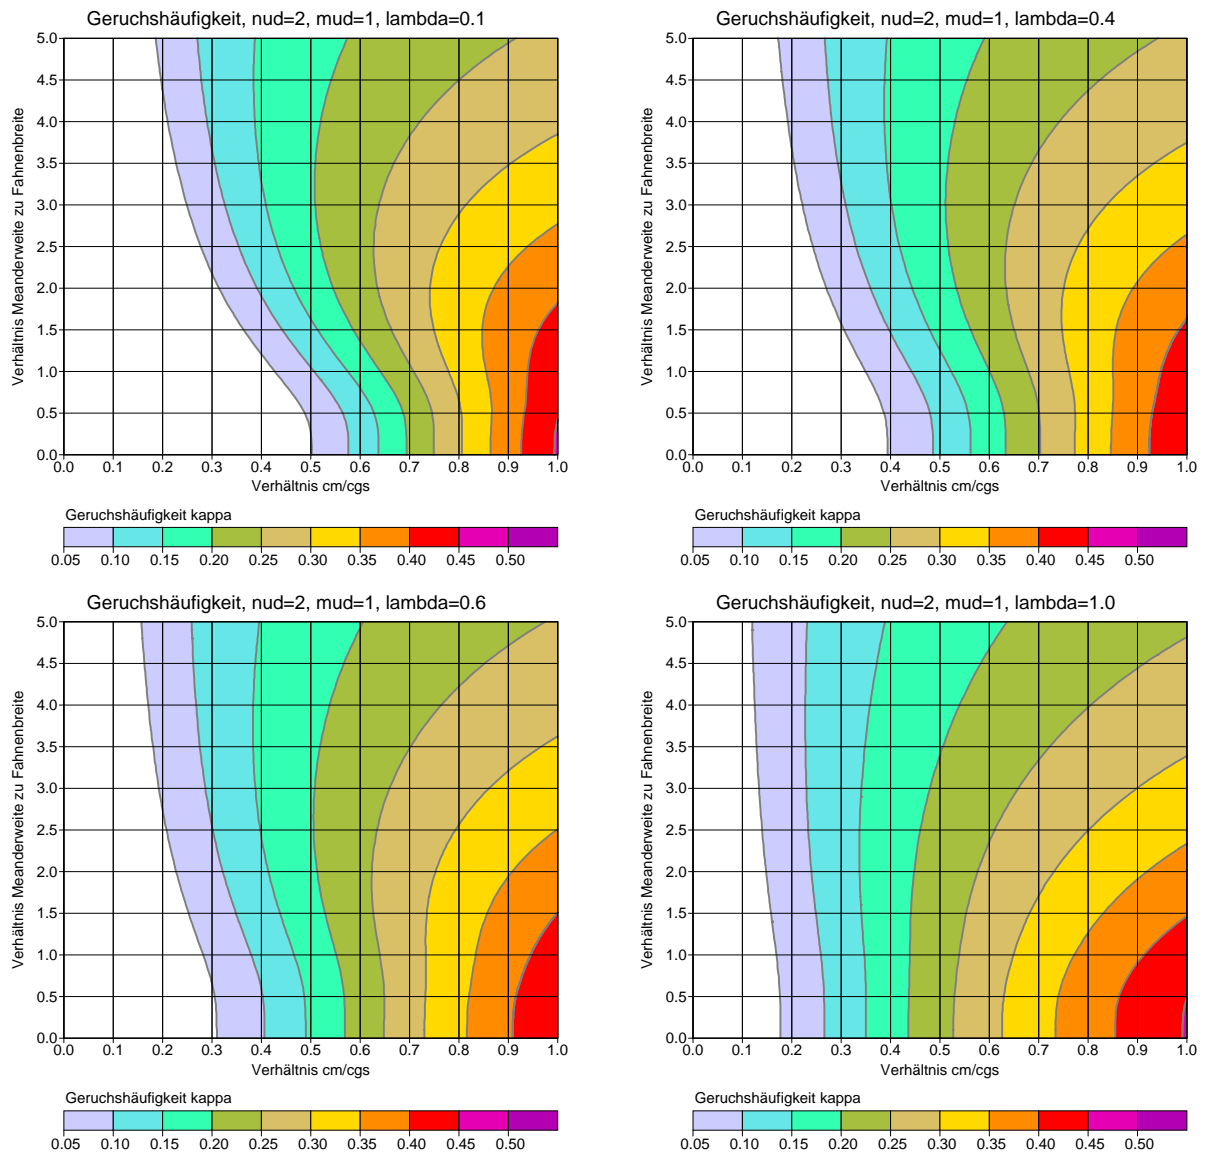 Geruchshäufigkeit, nud=2, mud=1, lambda=0.1
Verhältnis Meanderweite zu Fahnenbreite
5.0
4.5
4.0
3.5
3.0
2.5
2.0
1.5
1.0
0.5
0.0
0.0 0.1 0.2 0.3 0.4 0.5 0.6 0.7 0.8 0.9 1.0
Verhältnis cm/cgs
Geruchshäufigkeit kappa
0.05 0.10 0.15 0.20 0.25 0.30 0.35 0.40 0.45 0.50
Geruchshäufigkeit, nud=2, mud=1, lambda=0.4
Verhältnis Meanderweite zu Fahnenbreite
5.0
4.5
4.0
3.5
3.0
2.5
2.0
1.5
1.0
0.5
0.0
0.0 0.1 0.2 0.3 0.4 0.5 0.6 0.7 0.8 0.9 1.0
Verhältnis cm/cgs
Geruchshäufigkeit kappa
0.05 0.10 0.15 0.20 0.25 0.30 0.35 0.40 0.45 0.50
Geruchshäufigkeit, nud=2, mud=1, lambda=0.6
Verhältnis Meanderweite zu Fahnenbreite
5.0
4.5
4.0
3.5
3.0
2.5
2.0
1.5
1.0
0.5
0.0
0.0 0.1 0.2 0.3 0.4 0.5 0.6 0.7 0.8 0.9 1.0
Verhältnis cm/cgs
Geruchshäufigkeit kappa
0.05 0.10 0.15 0.20 0.25 0.30 0.35 0.40 0.45 0.50
Geruchshäufigkeit, nud=2, mud=1, lambda=1.0
Verhältnis Meanderweite zu Fahnenbreite
5.0
4.5
4.0
3.5
3.0
2.5
2.0
1.5
1.0
0.5
0.0
0.0 0.1 0.2 0.3 0.4 0.5 0.6 0.7 0.8 0.9 1.0
Verhältnis cm/cgs
Geruchshäufigkeit kappa
0.05 0.10 0.15 0.20 0.25 0.30 0.35 0.40 0.45 0.50